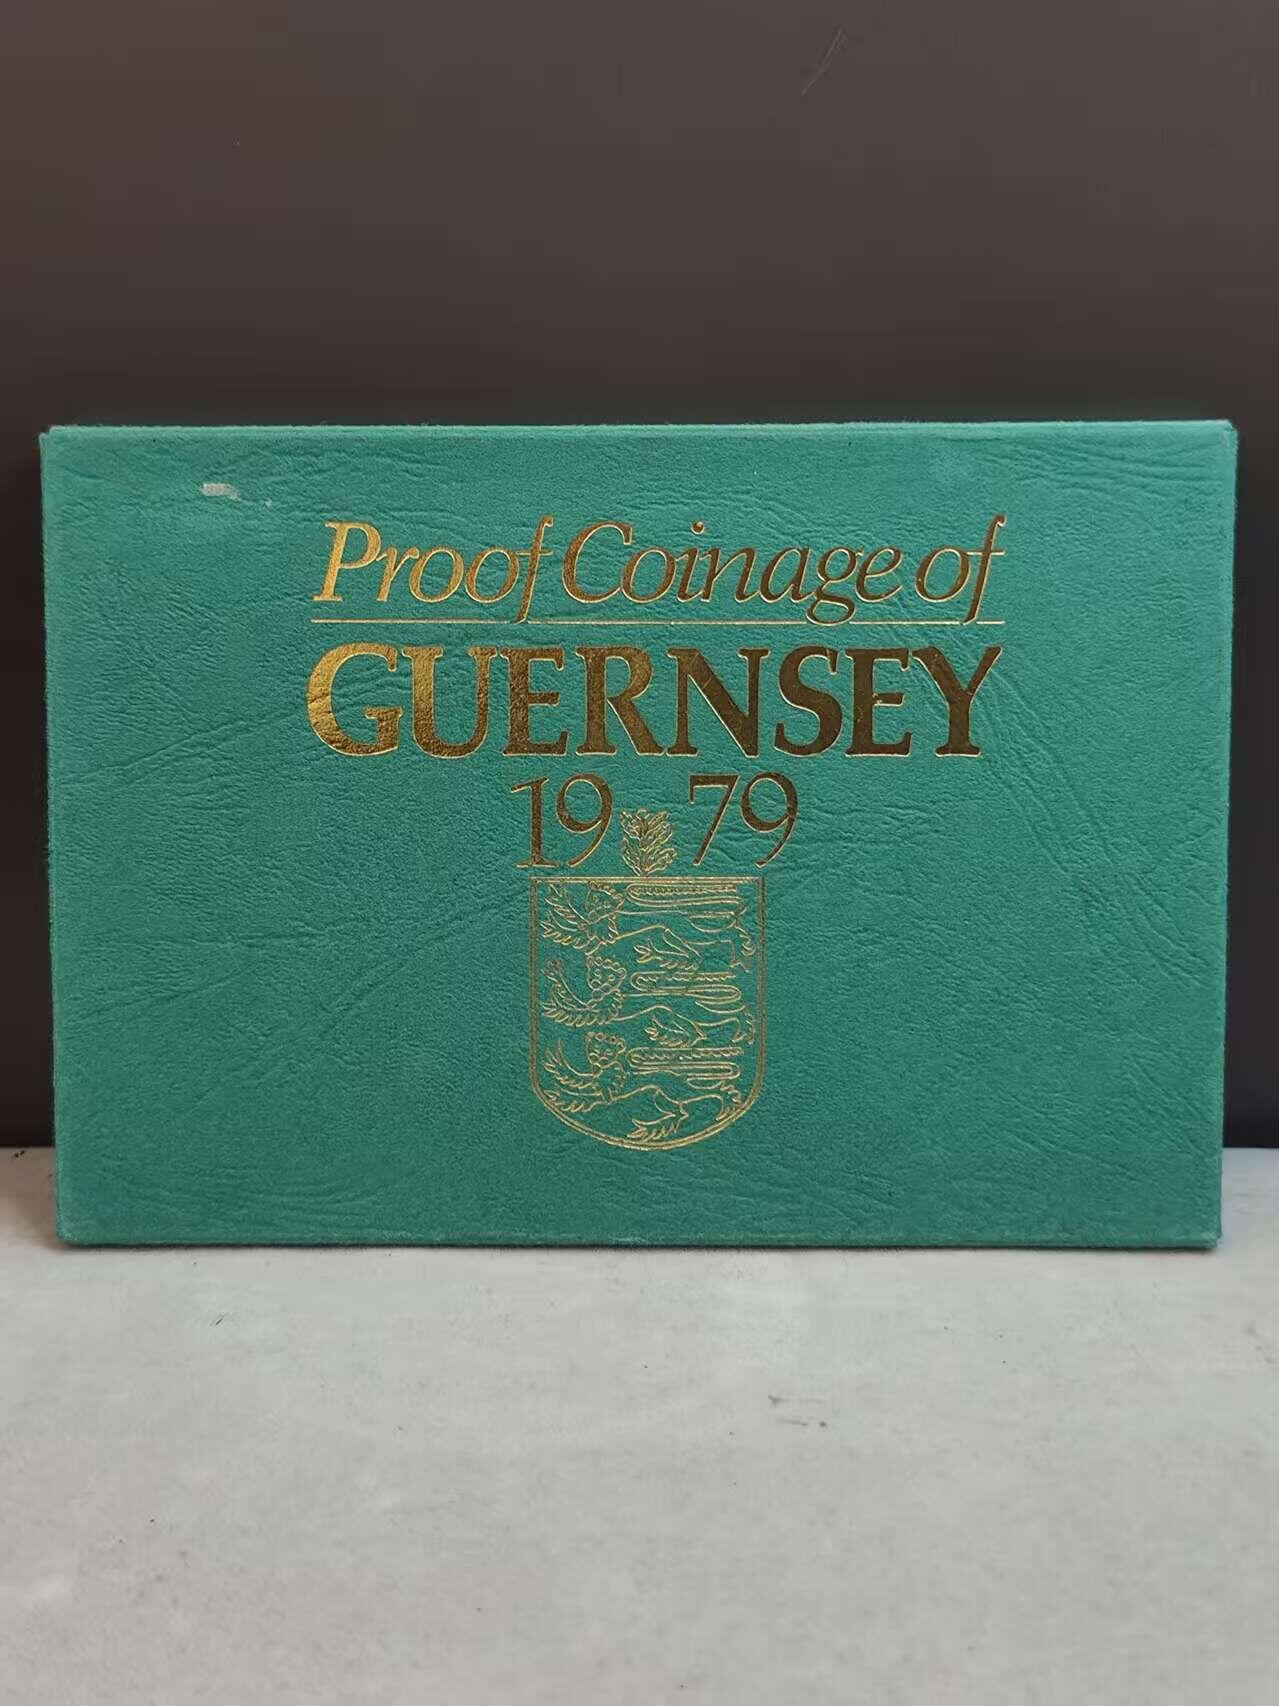 Proof Coinage of
GUERNSEY
1979